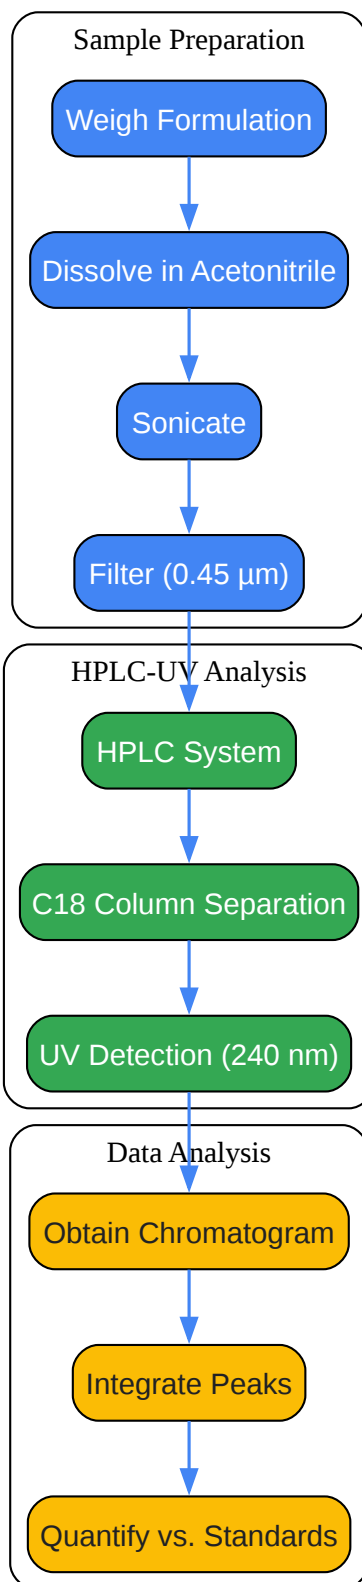 Sample Preparation
Weigh Formulation
Dissolve in Acetonitrile
Sonicate
Filter (0.45 µm)
HPLC-UV Analysis
HPLC System
C18 Column Separation
UV Detection (240 nm)
Data Analysis
Obtain Chromatogram
Integrate Peaks
Quantify vs. Standards